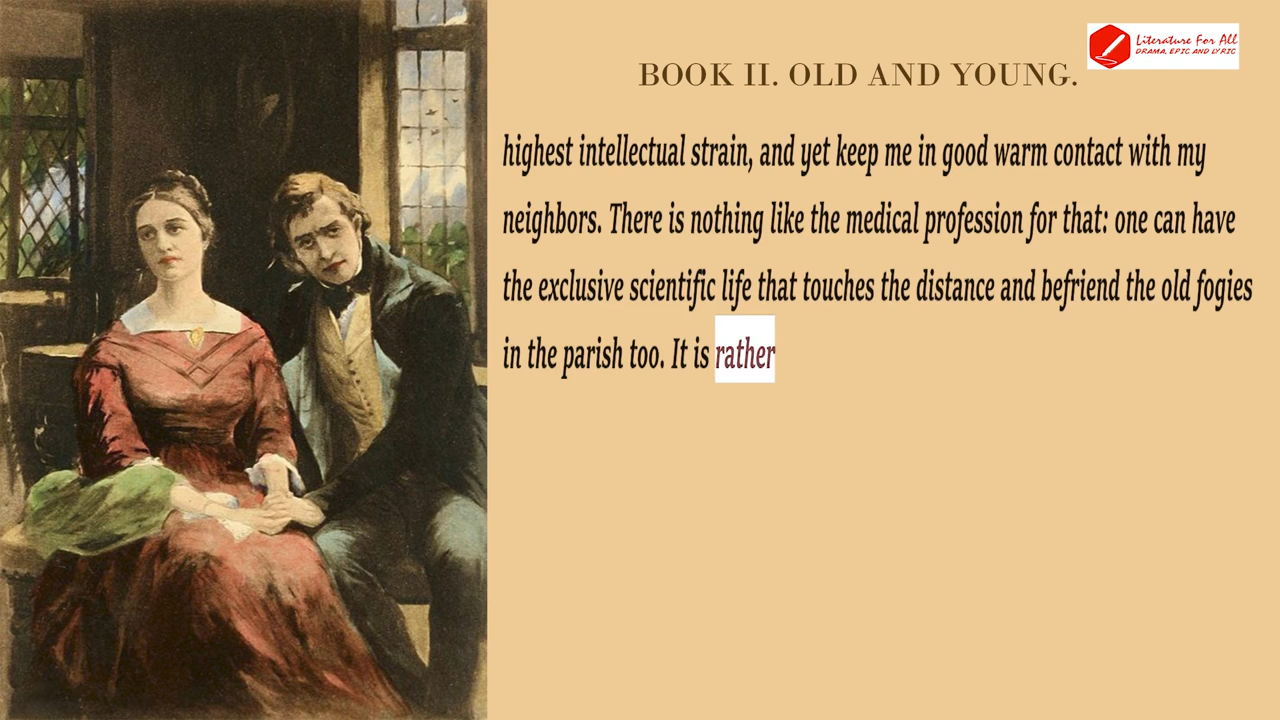 Literature For All
DRAMA, EPIC AND LYRIC
BOOK II. OLD AND YOUNG.
highest intellectual strain, and yet keep me in good warm contact with my
neighbors. There is nothing like the medical profession for that: one can have
the exclusive scientific life that touches the distance and befriend the old fogies
in the parish too. It is rather